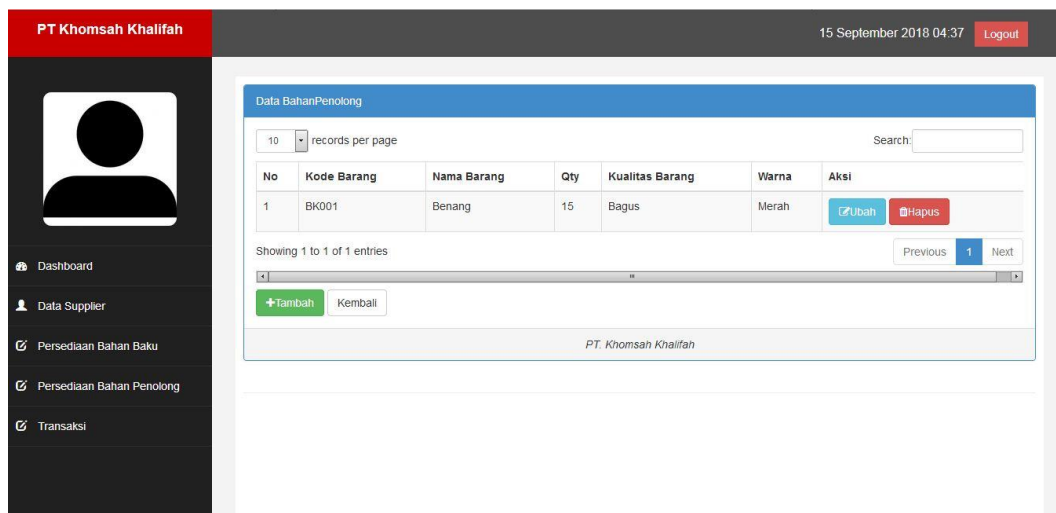 PT Khomsah Khalifah
15 September 2018 04:37 Logout
Data BahanPenolong
10 records per page Search:
No Kode Barang Nama Barang Qty Kualitas Barang Warna Aksi
1 BK001 Benang 15 Bagus Merah Ubah Hapus
Showing 1 to 1 of 1 entries Previous 1 Next
+Tambah Kembali
PT. Khomsah Khalifah
Dashboard
Data Supplier
Persediaan Bahan Baku
Persediaan Bahan Penolong
Transaksi